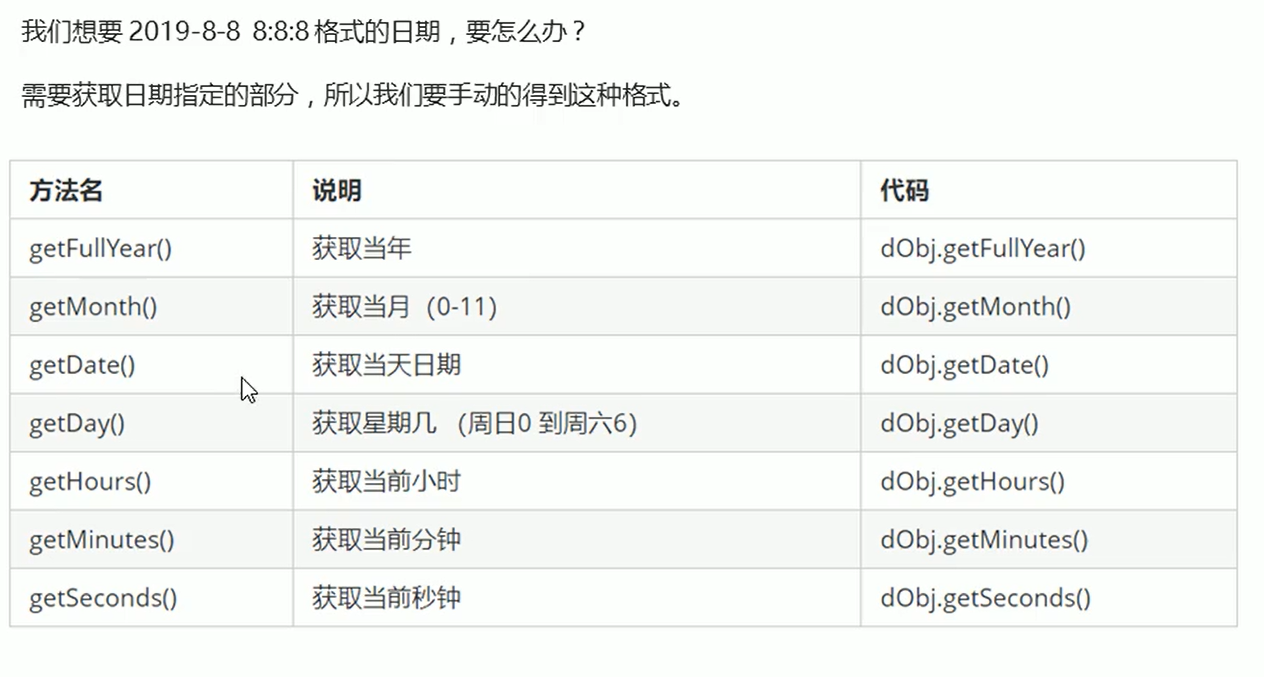 我们想要 2019-8-8 8:8:8 格式的日期，要怎么办？
需要获取日期指定的部分，所以我们要手动的得到这种格式。
方法名 说明 代码
getFullYear() 获取当年 dObj.getFullYear()
getMonth() 获取当月（0-11） dObj.getMonth()
getDate() 获取当天日期 dObj.getDate()
getDay() 获取星期几 （周日0 到周六6） dObj.getDay()
getHours() 获取当前小时 dObj.getHours()
getMinutes() 获取当前分钟 dObj.getMinutes()
getSeconds() 获取当前秒钟 dObj.getSeconds()